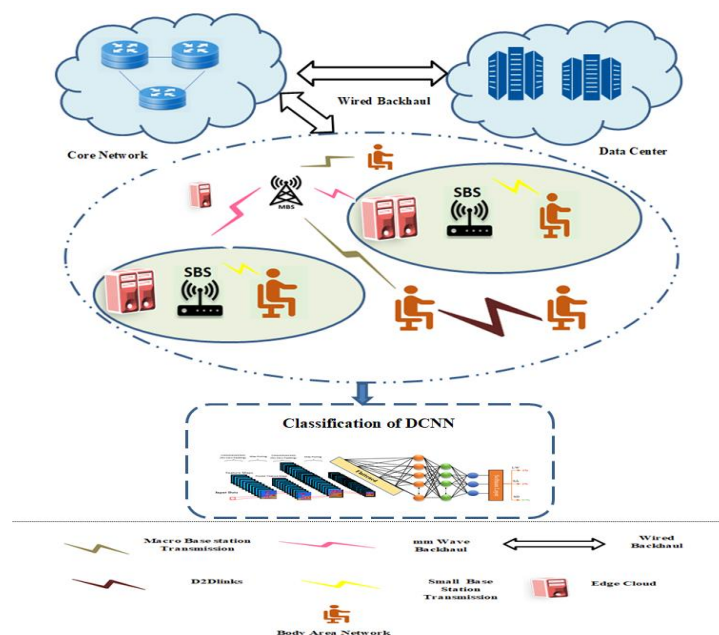 Wired Backhaul
Core Network
Data Center
MBS
SBS
SBS
Classification of DCNN
Flattened
Macro Base station
Transmission
mm Wave
Backhaul
Wired
Backhaul
D2Dlinks
Small Base
Station
Transmission
Edge Cloud
Body Area Network